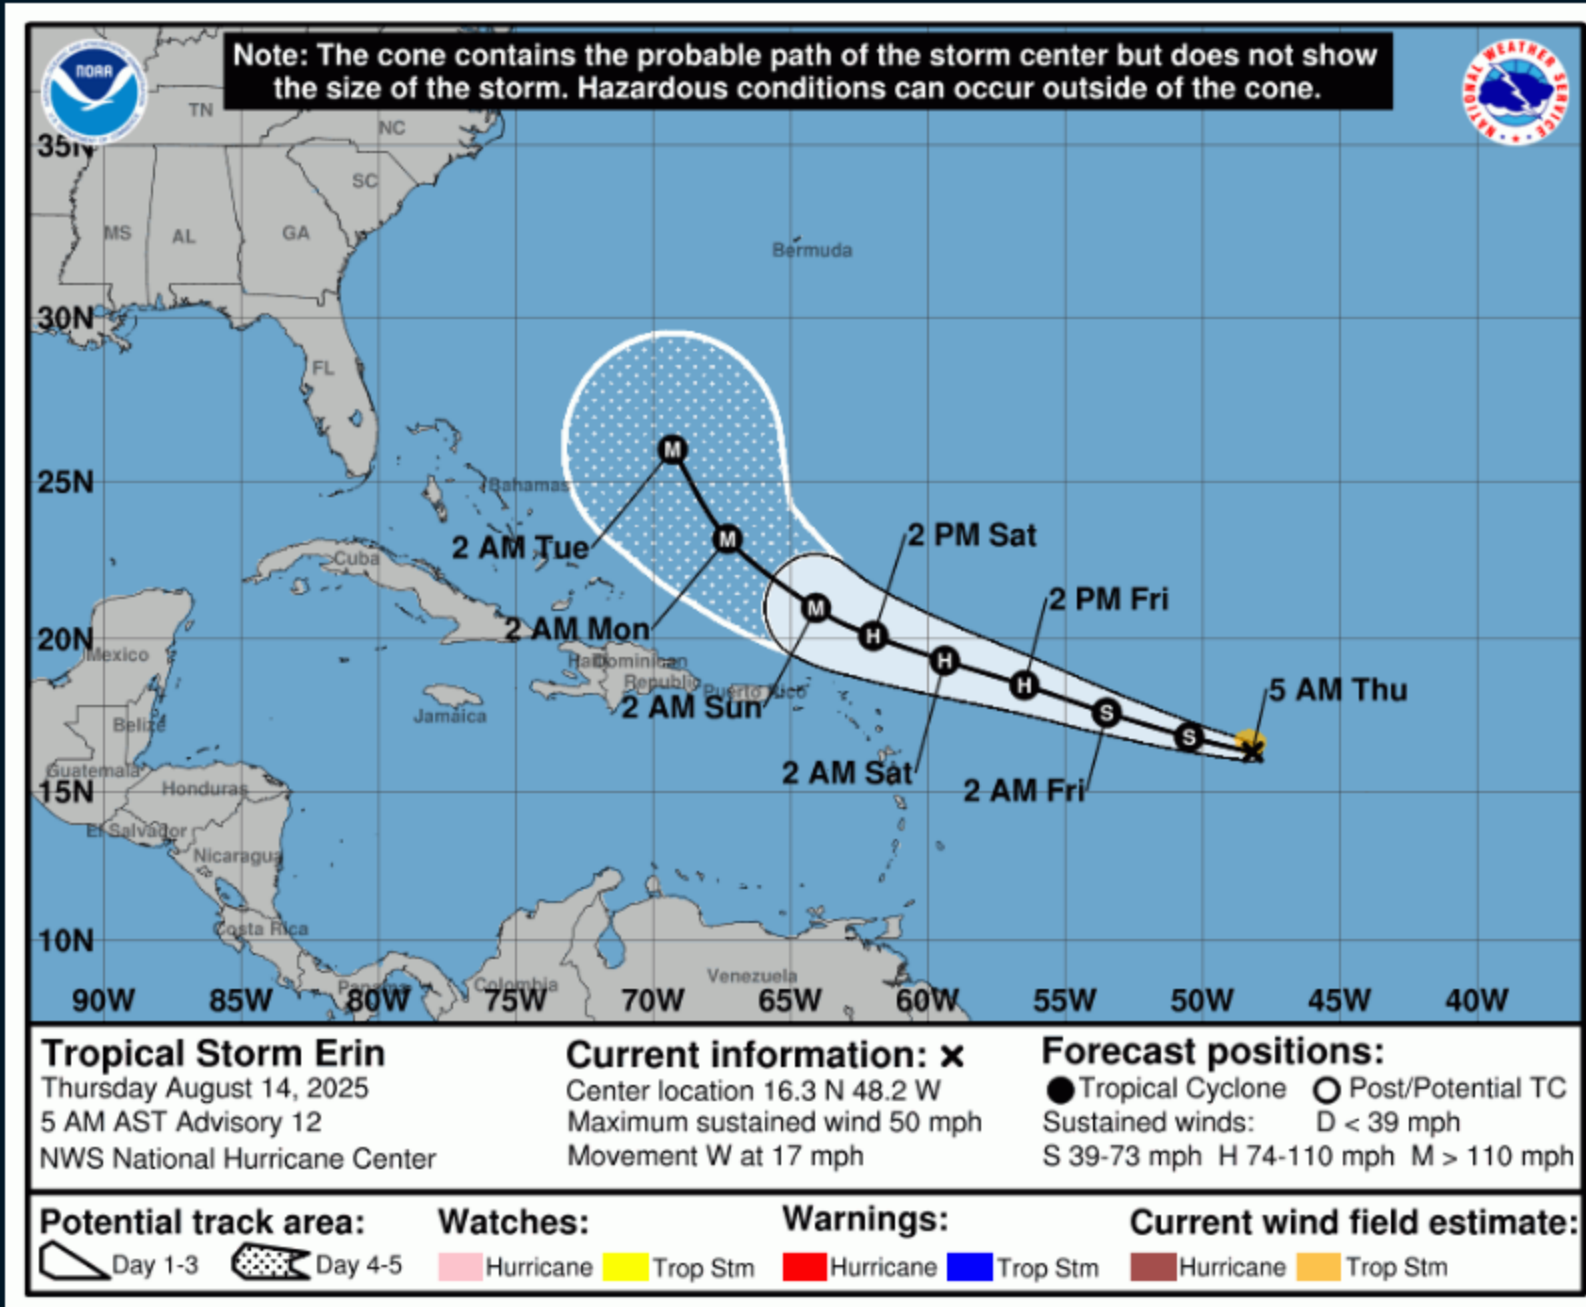 Note: The cone contains the probable path of the storm center but does not show
the size of the storm. Hazardous conditions can occur outside of the cone.
NOAA
NATIONAL WEATHER SERVICE
TN
NC
35N
SC
MS
AL
GA
Bermuda
30N
FL
25N
Bahamas
M
2 AM Tue
M
2 PM Sat
Cuba
2 PM Fri
M
2 AM Mon
H
20N
Mexico
H
Haiti
Dominican
Republic
Puerto Rico
H
5 AM Thu
2 AM Sun
S
Jamaica
Belize
S
2 AM Sat
Guatemala
15N
Honduras
2 AM Fri
El Salvador
Nicaragua
Costa Rica
10N
Venezuela
Panama
Colombia
90W 85W 80W 75W 70W 65W 60W 55W 50W 45W 40W
Tropical Storm Erin
Thursday August 14, 2025
5 AM AST Advisory 12
NWS National Hurricane Center
Current information: x
Center location 16.3 N 48.2 W
Maximum sustained wind 50 mph
Movement W at 17 mph
Forecast positions:
Tropical Cyclone Post/Potential TC
Sustained winds: D < 39 mph
S 39-73 mph H 74-110 mph M > 110 mph
Potential track area:
Day 1-3 Day 4-5
Watches:
Hurricane Trop Stm
Warnings:
Hurricane Trop Stm
Current wind field estimate:
Hurricane Trop Stm